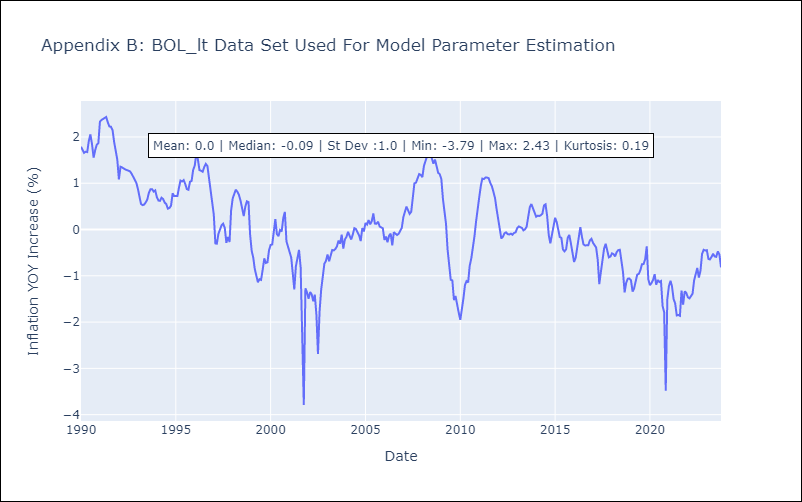 Appendix B: BOL_lt Data Set Used For Model Parameter Estimation
Mean: 0.0 | Median: -0.09 | St Dev :1.0 | Min: -3.79 | Max: 2.43 | Kurtosis: 0.19
Inflation YOY Increase (%)
2
1
0
−1
−2
−3
−4
1990 1995 2000 2005 2010 2015 2020
Date